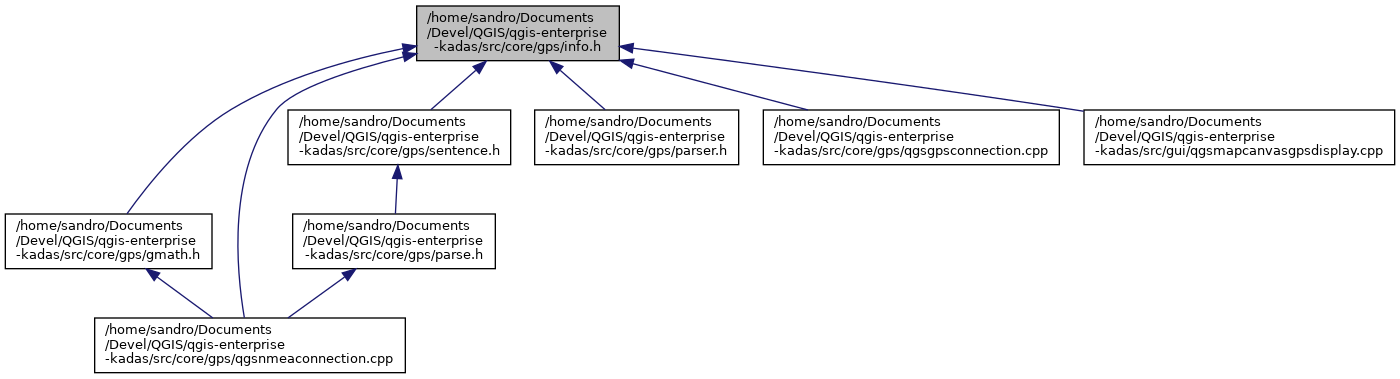 /home/sandro/Documents
/Devel/QGIS/qgis-enterprise
-kadas/src/core/gps/info.h
/home/sandro/Documents
/Devel/QGIS/qgis-enterprise
-kadas/src/core/gps/sentence.h
/home/sandro/Documents
/Devel/QGIS/qgis-enterprise
-kadas/src/core/gps/parser.h
/home/sandro/Documents
/Devel/QGIS/qgis-enterprise
-kadas/src/core/gps/qgsgpsconnection.cpp
/home/sandro/Documents
/Devel/QGIS/qgis-enterprise
-kadas/src/gui/qgsmapcanvasgpsdisplay.cpp
/home/sandro/Documents
/Devel/QGIS/qgis-enterprise
-kadas/src/core/gps/gmath.h
/home/sandro/Documents
/Devel/QGIS/qgis-enterprise
-kadas/src/core/gps/parse.h
/home/sandro/Documents
/Devel/QGIS/qgis-enterprise
-kadas/src/core/gps/qgsnmeaconnection.cpp